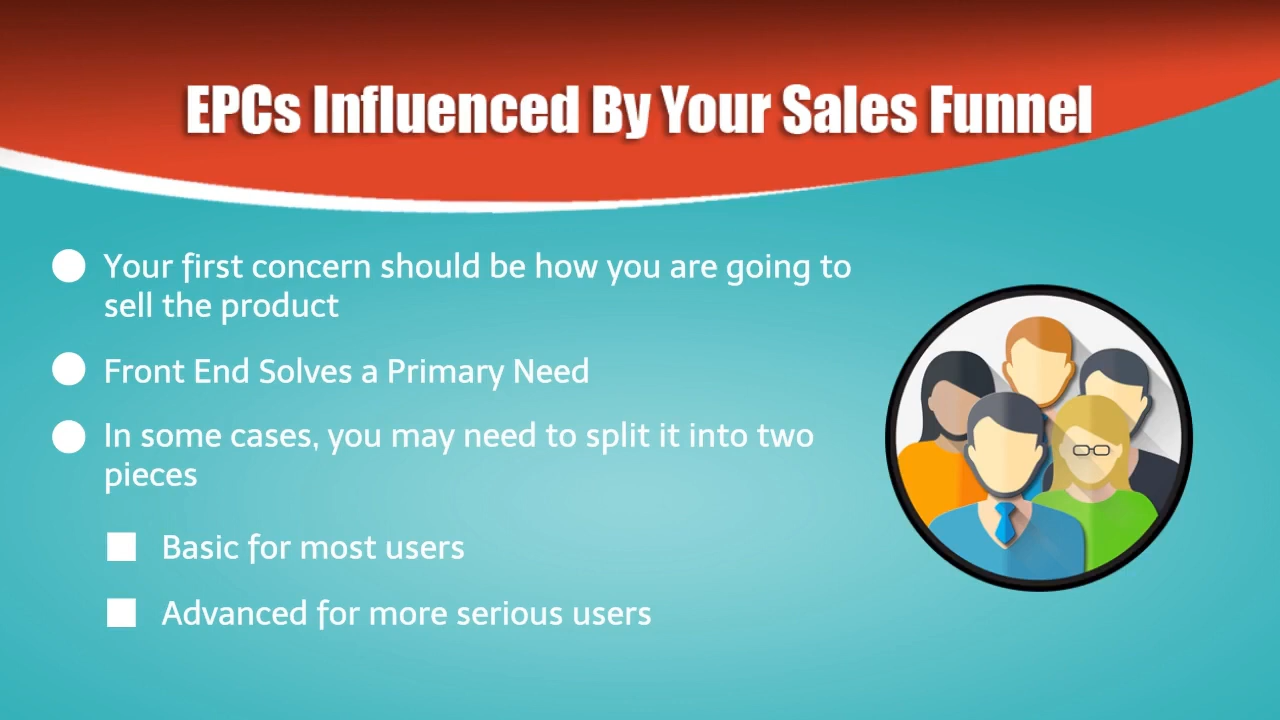 EPCs Influenced By Your Sales Funnel
Your first concern should be how you are going to
sell the product
Front End Solves a Primary Need
In some cases, you may need to split it into two
pieces
Basic for most users
Advanced for more serious users